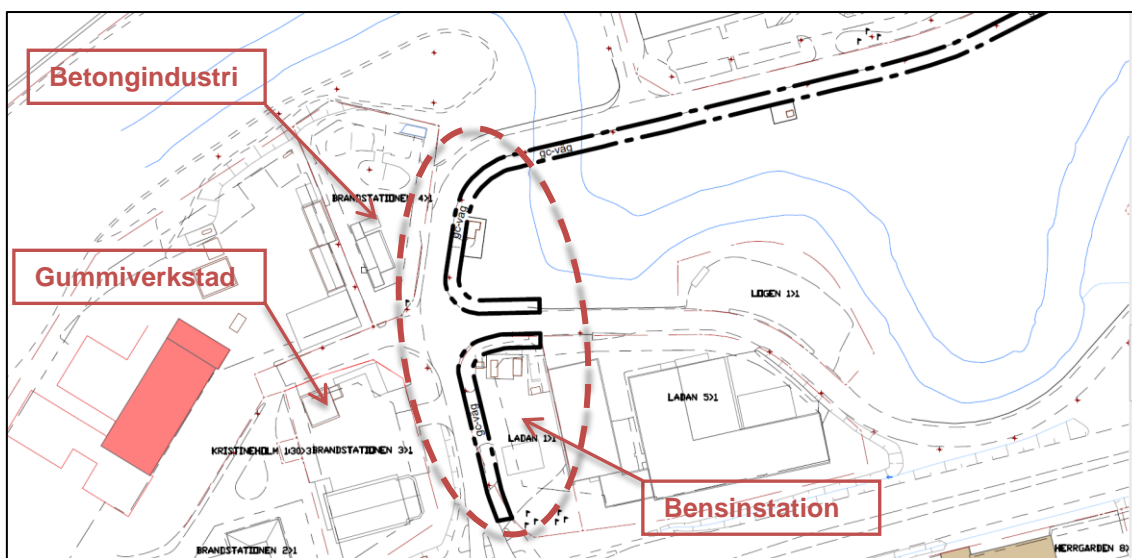 Betongindustri
gc-väg
BRANDSTATIONEN 4>1
gc-väg
Gummiverkstad
LOGEN 1>1
LADAN 5>1
gc-väg
LADAN 1>1
KRISTINEHOLM 1:30>3
BRANDSTATIONEN 3>1
Bensinstation
BRANDSTATIONEN 2>1
HERRGÅRDEN 8>